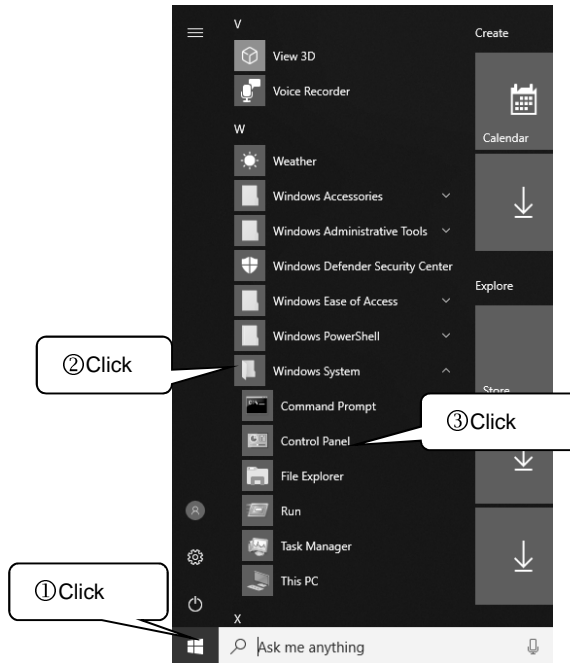 V
Create
View 3D
Voice Recorder
W
Calendar
Weather
Windows Accessories
Windows Administrative Tools
Windows Defender Security Center
Explore
Windows Ease of Access
Windows PowerShell
②Click
Windows System
Store
Command Prompt
③Click
Control Panel
File Explorer
Run
Task Manager
This PC
①Click
X
Ask me anything